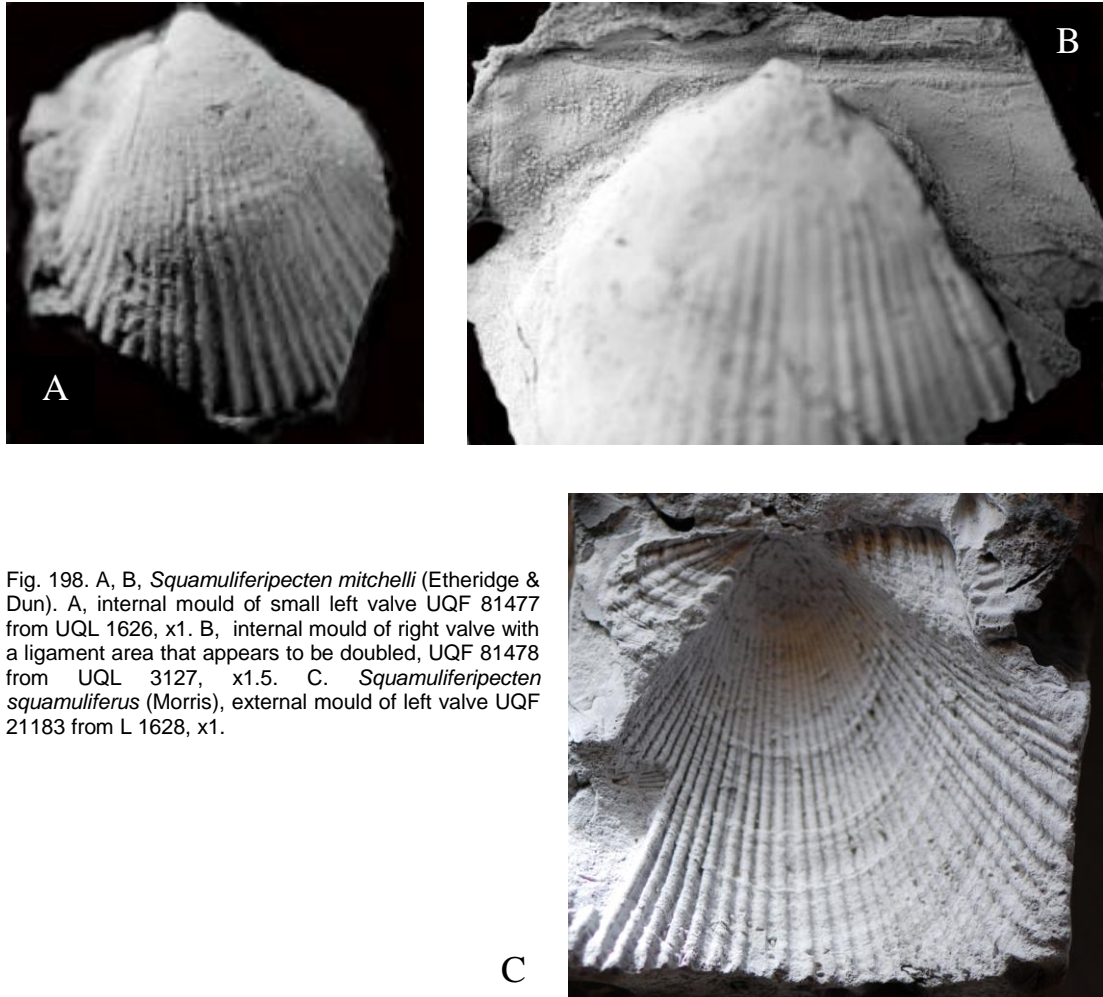 A
B
Fig. 198. A, B, Squamuliferipecten mitchelli (Etheridge &
Dun). A, internal mould of small left valve UQF 81477
from UQL 1626, x1. B, internal mould of right valve with
a ligament area that appears to be doubled, UQF 81478
from UQL 3127, x1.5. C. Squamuliferipecten
squamuliferus (Morris), external mould of left valve UQF
21183 from L 1628, x1.
C